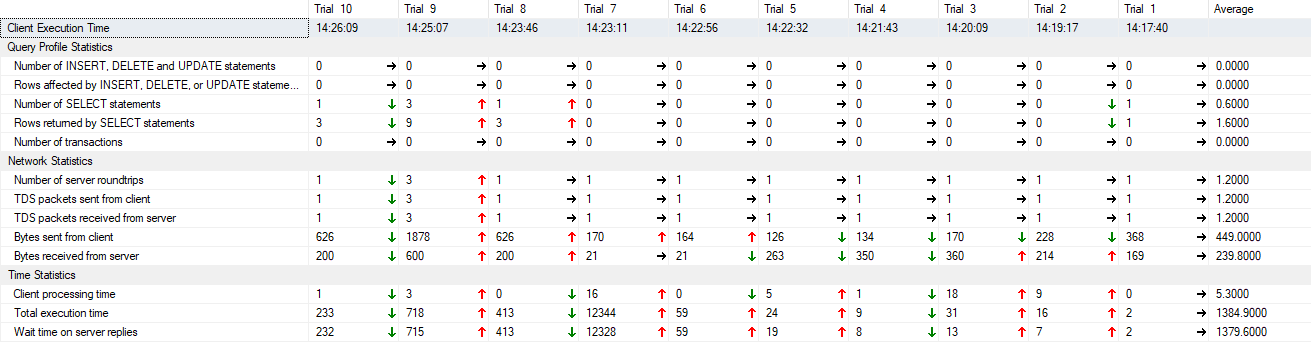 Trial 10 Trial 9 Trial 8 Trial 7 Trial 6 Trial 5 Trial 4 Trial 3 Trial 2 Trial 1 Average
Client Execution Time 14:26:09 14:25:07 14:23:46 14:23:11 14:22:56 14:22:32 14:21:43 14:20:09 14:19:17 14:17:40
Query Profile Statistics
Number of INSERT, DELETE and UPDATE statements 0 → 0 → 0 → 0 → 0 → 0 → 0 → 0 → 0 → 0 → 0.0000
Rows affected by INSERT, DELETE, or UPDATE stateme... 0 → 0 → 0 → 0 → 0 → 0 → 0 → 0 → 0 → 0 → 0.0000
Number of SELECT statements 1 ↓ 3 ↑ 1 ↑ 0 → 0 → 0 → 0 → 0 → 0 ↓ 1 → 0.6000
Rows returned by SELECT statements 3 ↓ 9 ↑ 3 ↑ 0 → 0 → 0 → 0 → 0 → 0 ↓ 1 → 1.6000
Number of transactions 0 → 0 → 0 → 0 → 0 → 0 → 0 → 0 → 0 → 0 → 0.0000
Network Statistics
Number of server roundtrips 1 ↓ 3 ↑ 1 → 1 → 1 → 1 → 1 → 1 → 1 → 1 → 1.2000
TDS packets sent from client 1 ↓ 3 ↑ 1 → 1 → 1 → 1 → 1 → 1 → 1 → 1 → 1.2000
TDS packets received from server 1 ↓ 3 ↑ 1 → 1 → 1 → 1 → 1 → 1 → 1 → 1 → 1.2000
Bytes sent from client 626 ↓ 1878 ↑ 626 ↑ 170 ↑ 164 ↑ 126 ↓ 134 ↓ 170 ↓ 228 ↓ 368 → 449.0000
Bytes received from server 200 ↓ 600 ↑ 200 ↑ 21 → 21 ↓ 263 ↓ 350 ↓ 360 ↑ 214 ↑ 169 → 239.8000
Time Statistics
Client processing time 1 ↓ 3 ↑ 0 ↓ 16 ↑ 0 ↓ 5 ↑ 1 ↓ 18 ↑ 9 ↑ 0 → 5.3000
Total execution time 233 ↓ 718 ↑ 413 ↓ 12344 ↑ 59 ↑ 24 ↑ 9 ↓ 31 ↑ 16 ↑ 2 → 1384.9000
Wait time on server replies 232 ↓ 715 ↑ 413 ↓ 12328 ↑ 59 ↑ 19 ↑ 8 ↓ 13 ↑ 7 ↑ 2 → 1379.6000